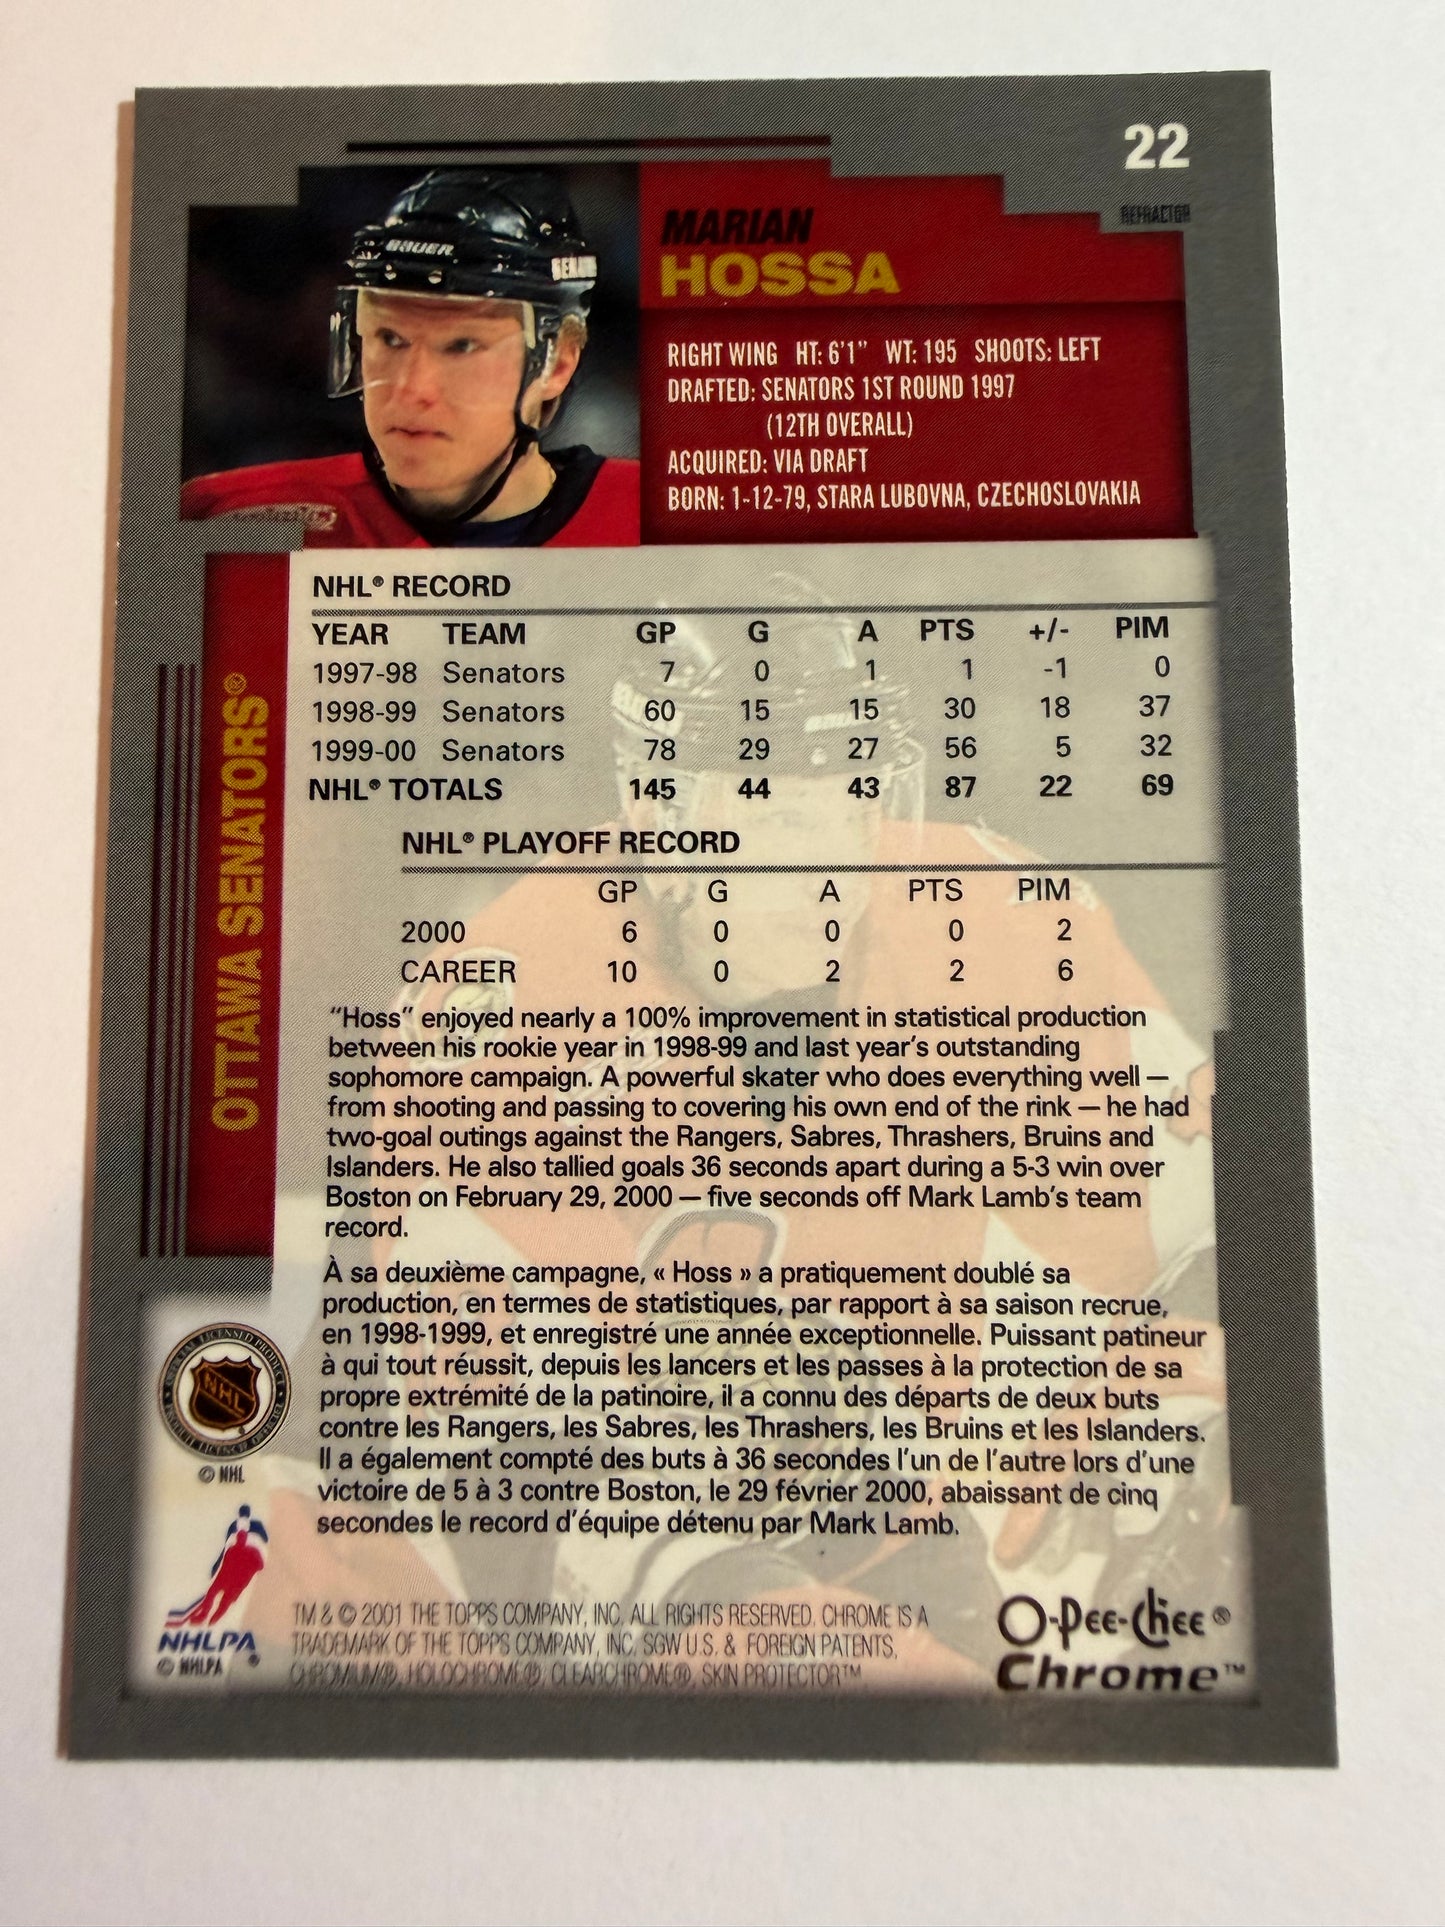 22
REFRACTOR
MARIAN
HOSSA
BAUER
RIGHT WING HT: 6'1" WT: 195 SHOOTS: LEFT
DRAFTED: SENATORS 1ST ROUND 1997
(12TH OVERALL)
ACQUIRED: VIA DRAFT
BORN: 1-12-79, STARA LUBOVNA, CZECHOSLOVAKIA
OTTAWA SENATORS®
NHL® RECORD
YEAR TEAM GP G A PTS +/- PIM
1997-98 Senators 7 0 1 1 -1 0
1998-99 Senators 60 15 15 30 18 37
1999-00 Senators 78 29 27 56 5 32
NHL® TOTALS 145 44 43 87 22 69
NHL® PLAYOFF RECORD
GP G A PTS PIM
2000 6 0 0 0 2
CAREER 10 0 2 2 6
"Hoss" enjoyed nearly a 100% improvement in statistical production
between his rookie year in 1998-99 and last year's outstanding
sophomore campaign. A powerful skater who does everything well —
from shooting and passing to covering his own end of the rink — he had
two-goal outings against the Rangers, Sabres, Thrashers, Bruins and
Islanders. He also tallied goals 36 seconds apart during a 5-3 win over
Boston on February 29, 2000 — five seconds off Mark Lamb's team
record.
À sa deuxième campagne, « Hoss » a pratiquement doublé sa
production, en termes de statistiques, par rapport à sa saison recrue,
en 1998-1999, et enregistré une année exceptionnelle. Puissant patineur
à qui tout réussit, depuis les lancers et les passes à la protection de sa
propre extrémité de la patinoire, il a connu des départs de deux buts
contre les Rangers, les Sabres, les Thrashers, les Bruins et les Islanders.
Il a également compté des buts à 36 secondes l'un de l'autre lors d'une
victoire de 5 à 3 contre Boston, le 29 février 2000, abaissant de cinq
secondes le record d'équipe détenu par Mark Lamb.
NHL
© NHL
NHLPA ®
© NHLPA
TM & © 2001 THE TOPPS COMPANY, INC. ALL RIGHTS RESERVED. CHROME IS A
TRADEMARK OF THE TOPPS COMPANY, INC. SGW U.S. & FOREIGN PATENTS,
CHROMIUM®, HOLOCHROME®, CLEARCHROME®, SKIN PROTECTOR™
O-Pee-Chee®
Chrome™